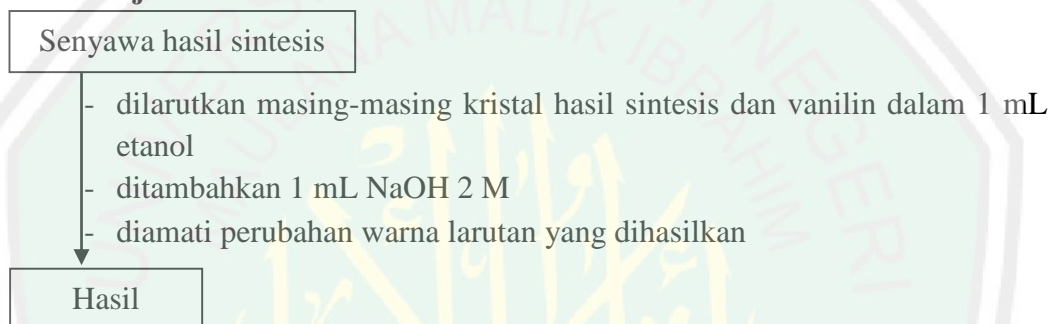 Senyawa hasil sintesis
- dilarutkan masing-masing kristal hasil sintesis dan vanilin dalam 1 mL
etanol
- ditambahkan 1 mL NaOH 2 M
- diamati perubahan warna larutan yang dihasilkan
Hasil